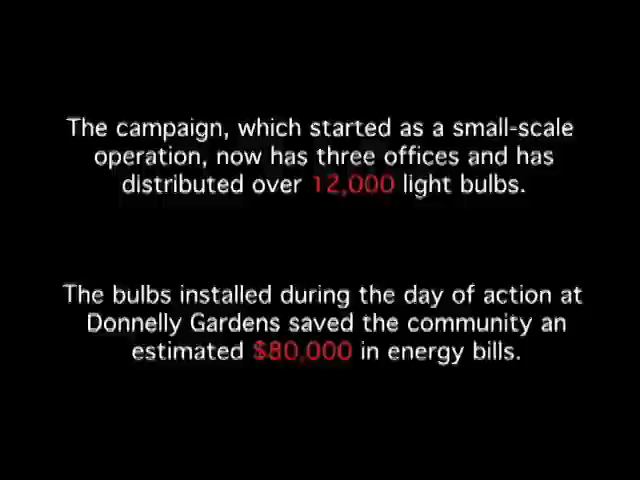 The campaign, which started as a small-scale
operation, now has three offices and has
distributed over 12,000 light bulbs.
The bulbs installed during the day of action at
Donnelly Gardens saved the community an
estimated $80,000 in energy bills.